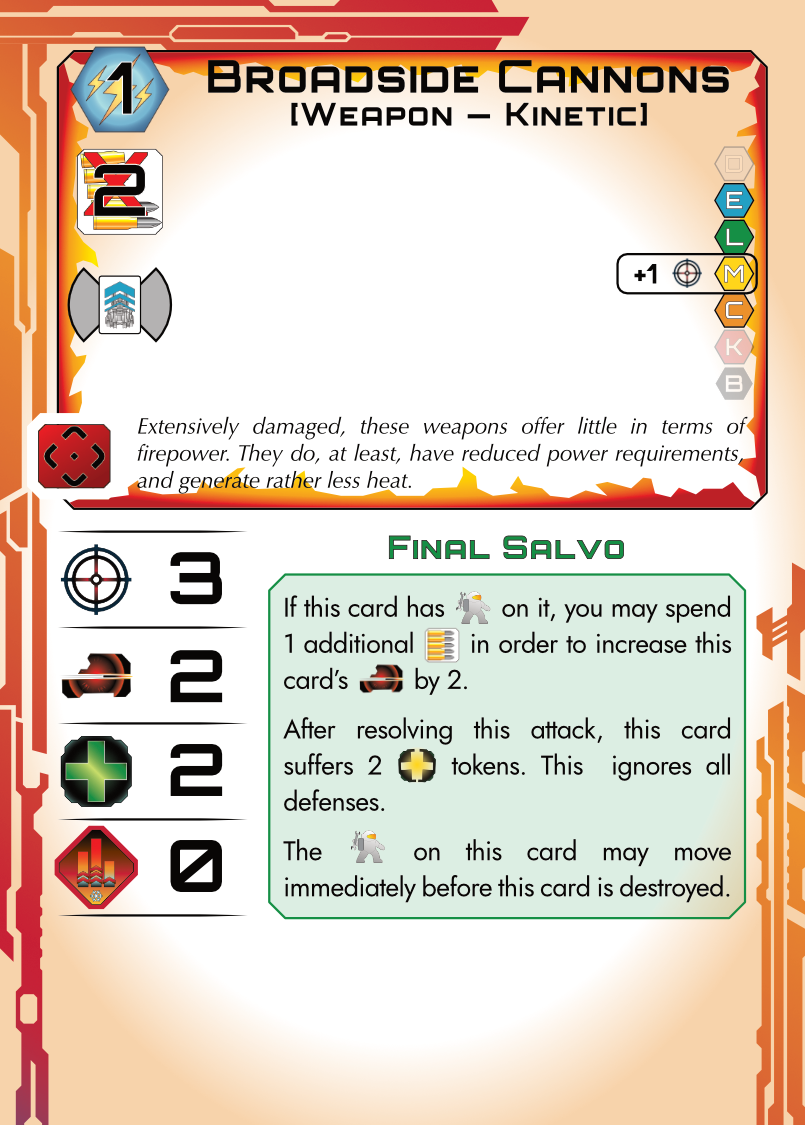 1
BROADSIDE CANNONS
[WEAPON – KINETIC]
2
D
E
L
+1 M
C
K
B
Extensively damaged, these weapons offer little in terms of
firepower. They do, at least, have reduced power requirements,
and generate rather less heat.
3
2
2
0
FINAL SALVO
If this card has on it, you may spend
1 additional in order to increase this
card's by 2.
After resolving this attack, this card
suffers 2 tokens. This ignores all
defenses.
The on this card may move
immediately before this card is destroyed.